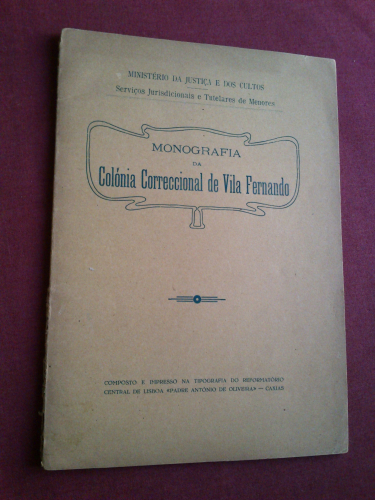 MINISTÉRIO DA JUSTIÇA E DOS CULTOS
Serviços Jurisdicionais e Tutelares de Menores
MONOGRAFIA
DA
Colónia Correccional de Vila Fernando
COMPOSTO E IMPRESSO NA TIPOGRAFIA DO REFORMATÓRIO
CENTRAL DE LISBOA «PADRE ANTÓNIO DE OLIVEIRA» — CAXIAS